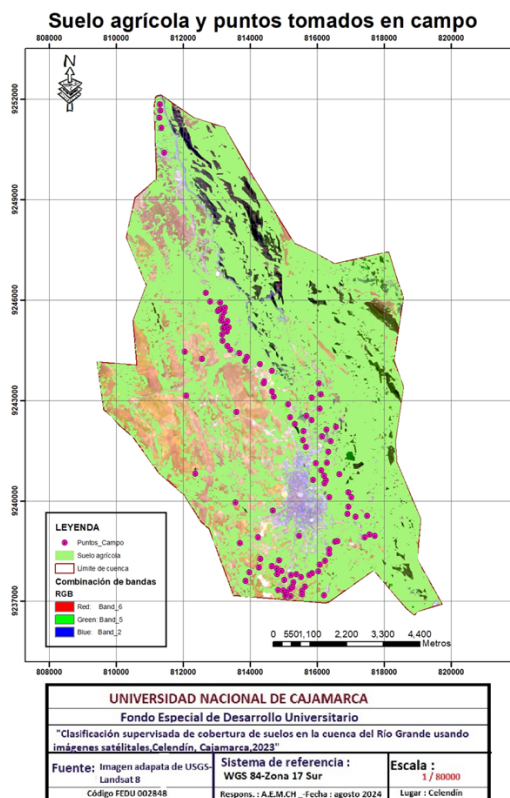 Suelo agrícola y puntos tomados en campo
808000 810000 812000 814000 816000 818000 820000
N
9252000
9249000
9246000
9243000
9240000
9237000
LEYENDA
Puntos_Campo
Suelo agrícola
Límite de cuenca
Combinación de bandas
RGB
Red: Band_6
Green: Band_5
Blue: Band_2
0 5501,100 2,200 3,300 4,400
Metros
808000 810000 812000 814000 816000 818000 820000
UNIVERSIDAD NACIONAL DE CAJAMARCA
Fondo Especial de Desarrollo Universitario
"Clasificación supervisada de cobertura de suelos en la cuenca del Río Grande usando
imágenes satélitales,Celendín, Cajamarca,2023"
Fuente: Imagen adapata de USGS-
Landsat 8
Código FEDU 002848
Sistema de referencia :
WGS 84-Zona 17 Sur
Respons. : A.E.M.CH _-Fecha : agosto 2024
Escala :
1 / 80000
Lugar : Celendín